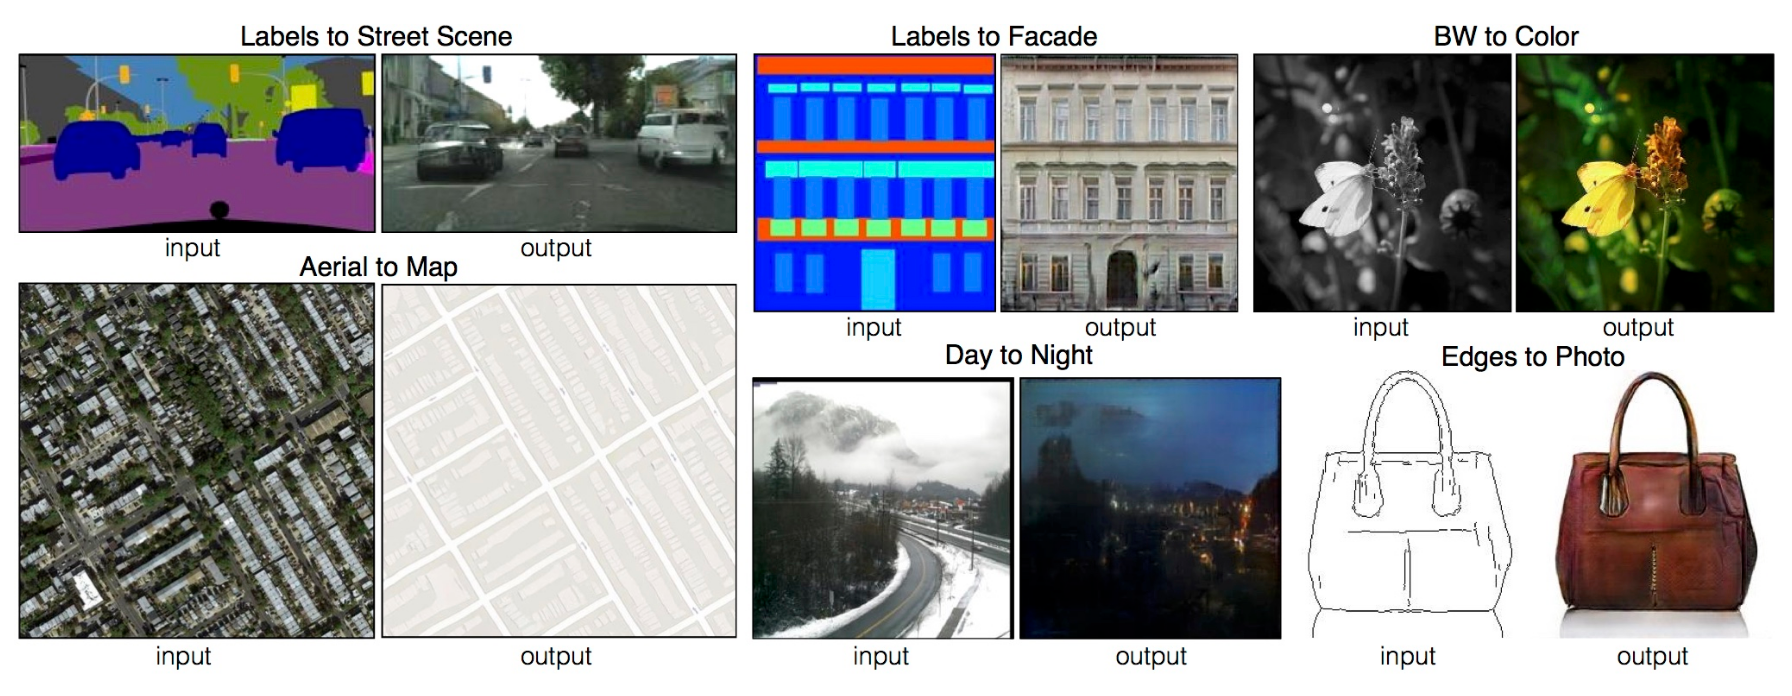 Labels to Street Scene
input
output
Aerial to Map
input
output
Labels to Facade
input
output
BW to Color
input
output
Day to Night
input
output
Edges to Photo
input
output